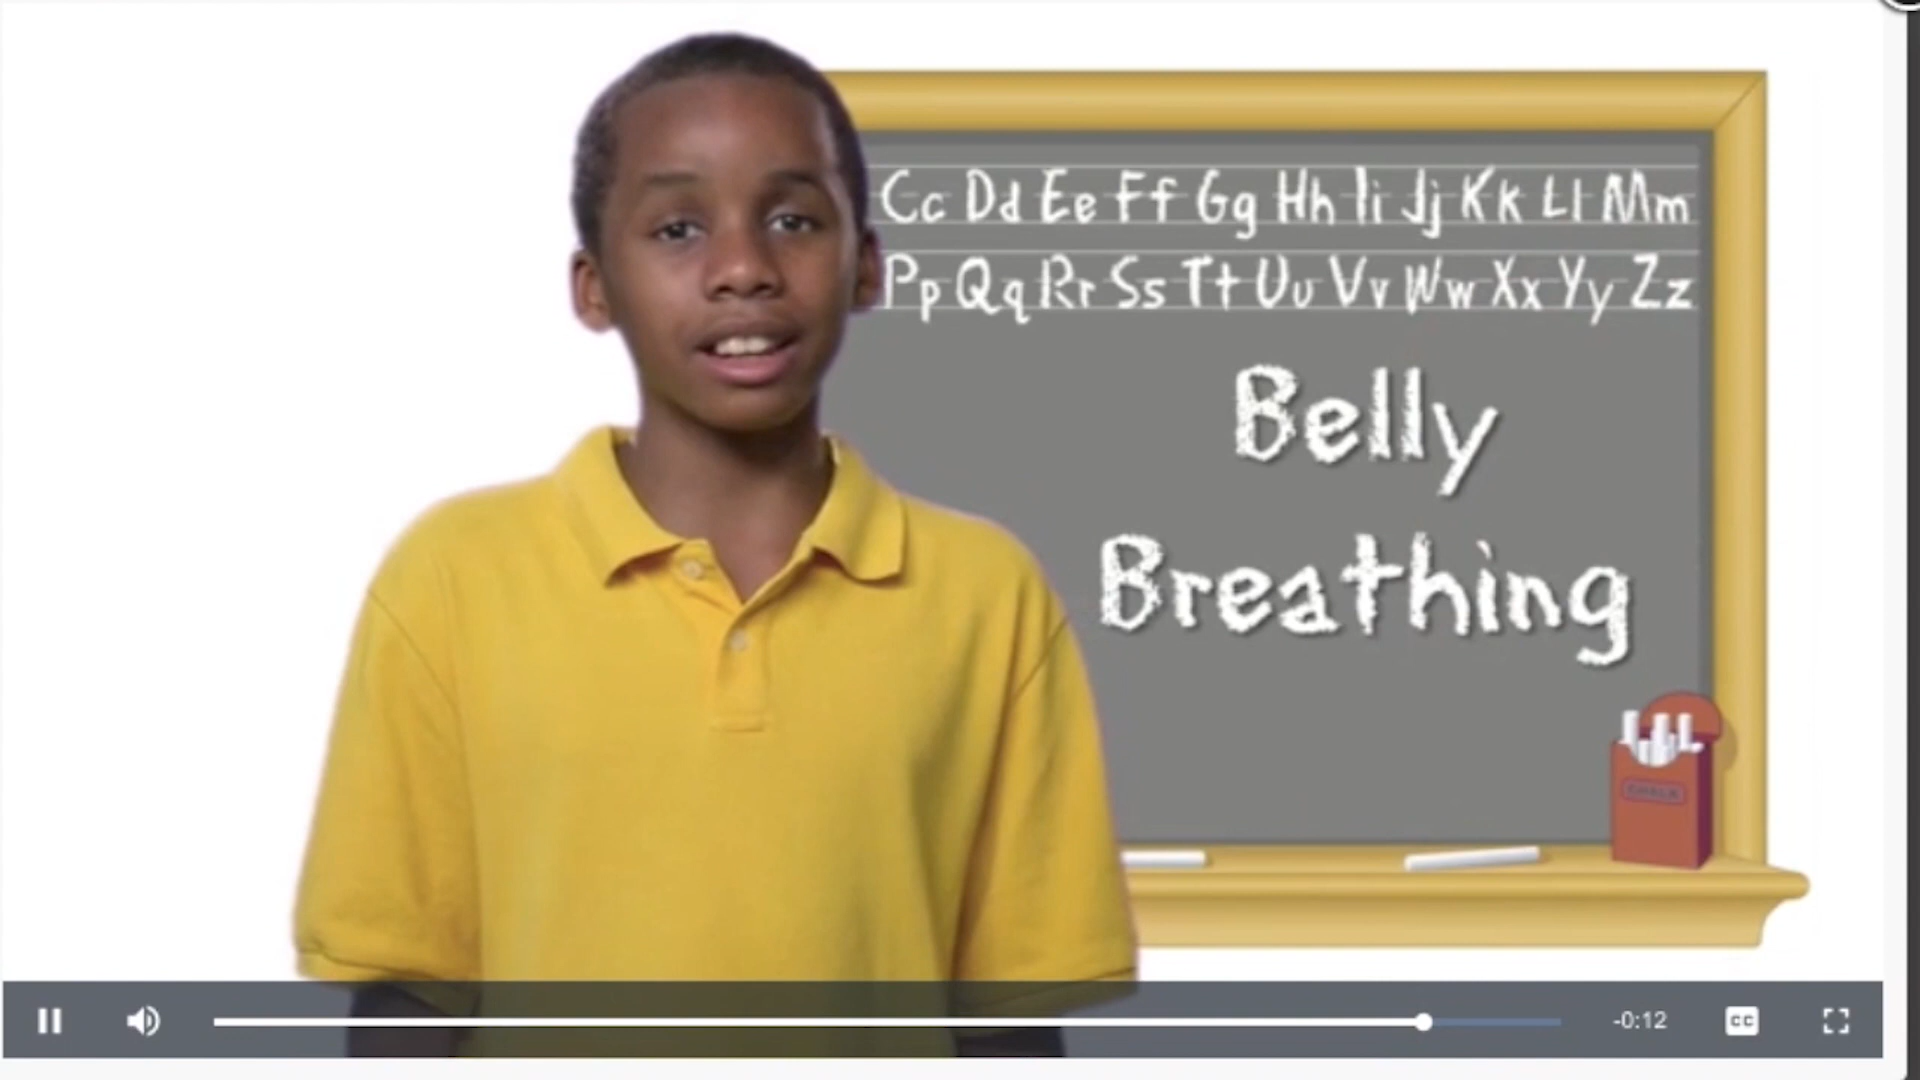 Cc Dd Ee Ff Gg Hh Ii Jj Kk Ll Mm
Pp Qq Rr Ss Tt Uu Vv Ww Xx Yy Zz
Belly
Breathing
CHALK
-0:12
CC